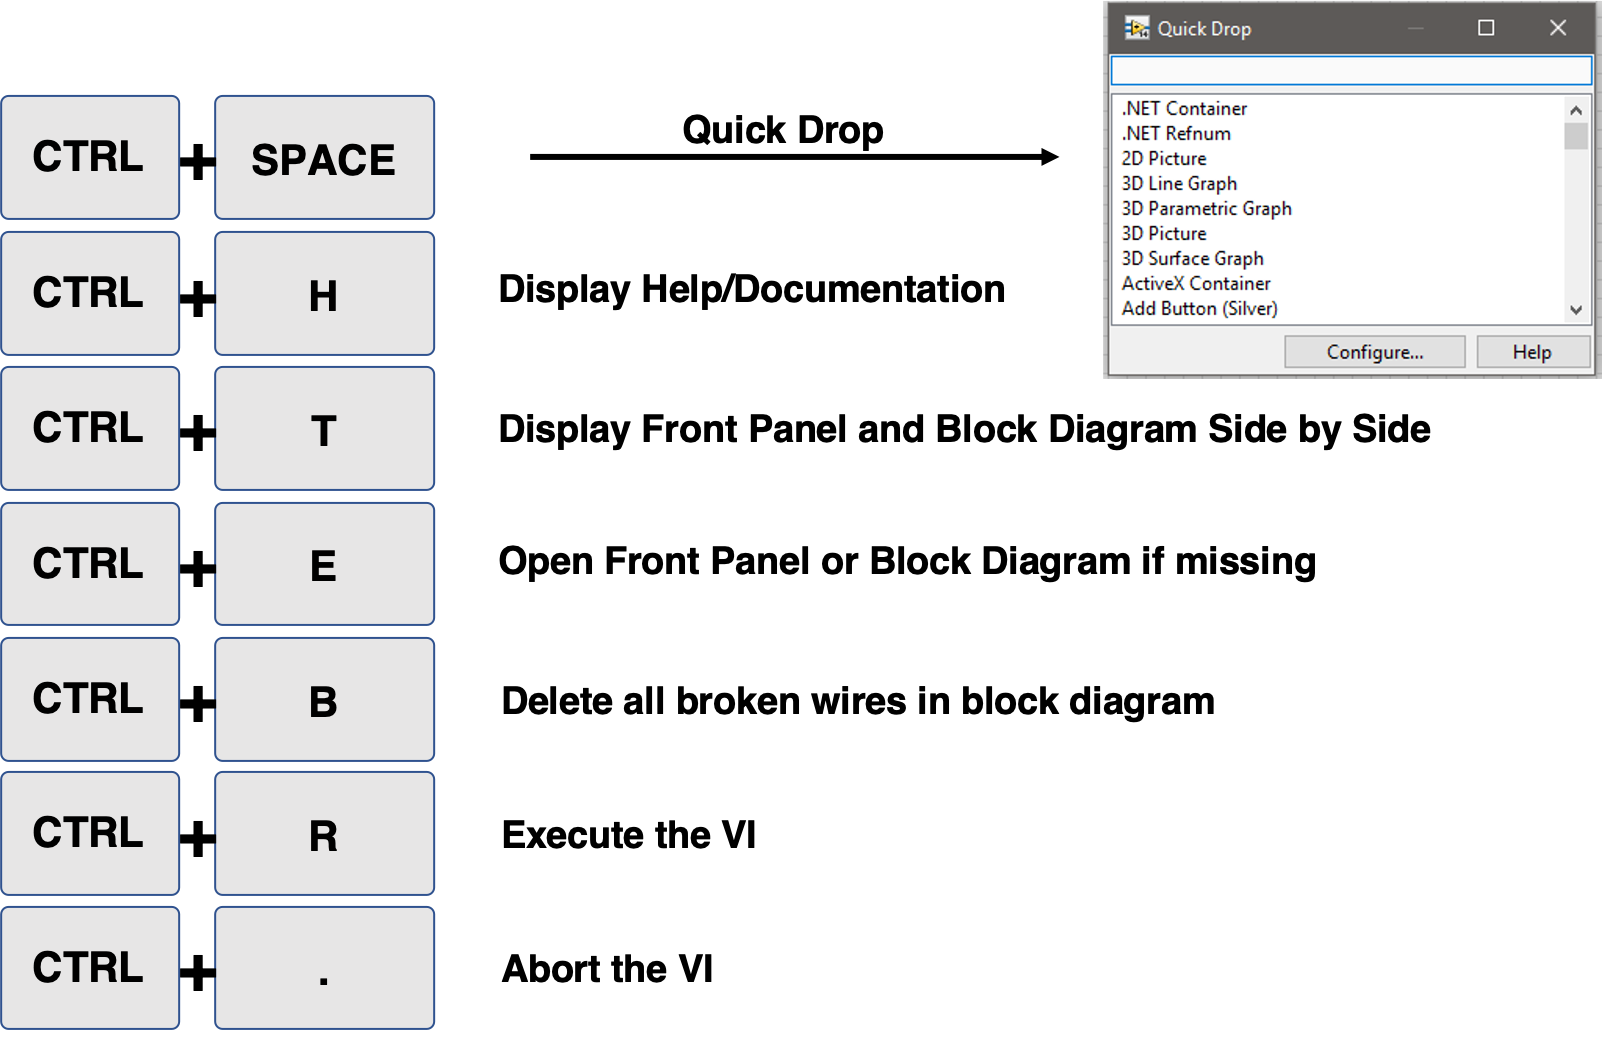 Quick Drop
.NET Container
.NET Refnum
2D Picture
3D Line Graph
3D Parametric Graph
3D Picture
3D Surface Graph
ActiveX Container
Add Button (Silver)
Configure... Help
CTRL + SPACE Quick Drop
CTRL + H Display Help/Documentation
CTRL + T Display Front Panel and Block Diagram Side by Side
CTRL + E Open Front Panel or Block Diagram if missing
CTRL + B Delete all broken wires in block diagram
CTRL + R Execute the VI
CTRL + . Abort the VI